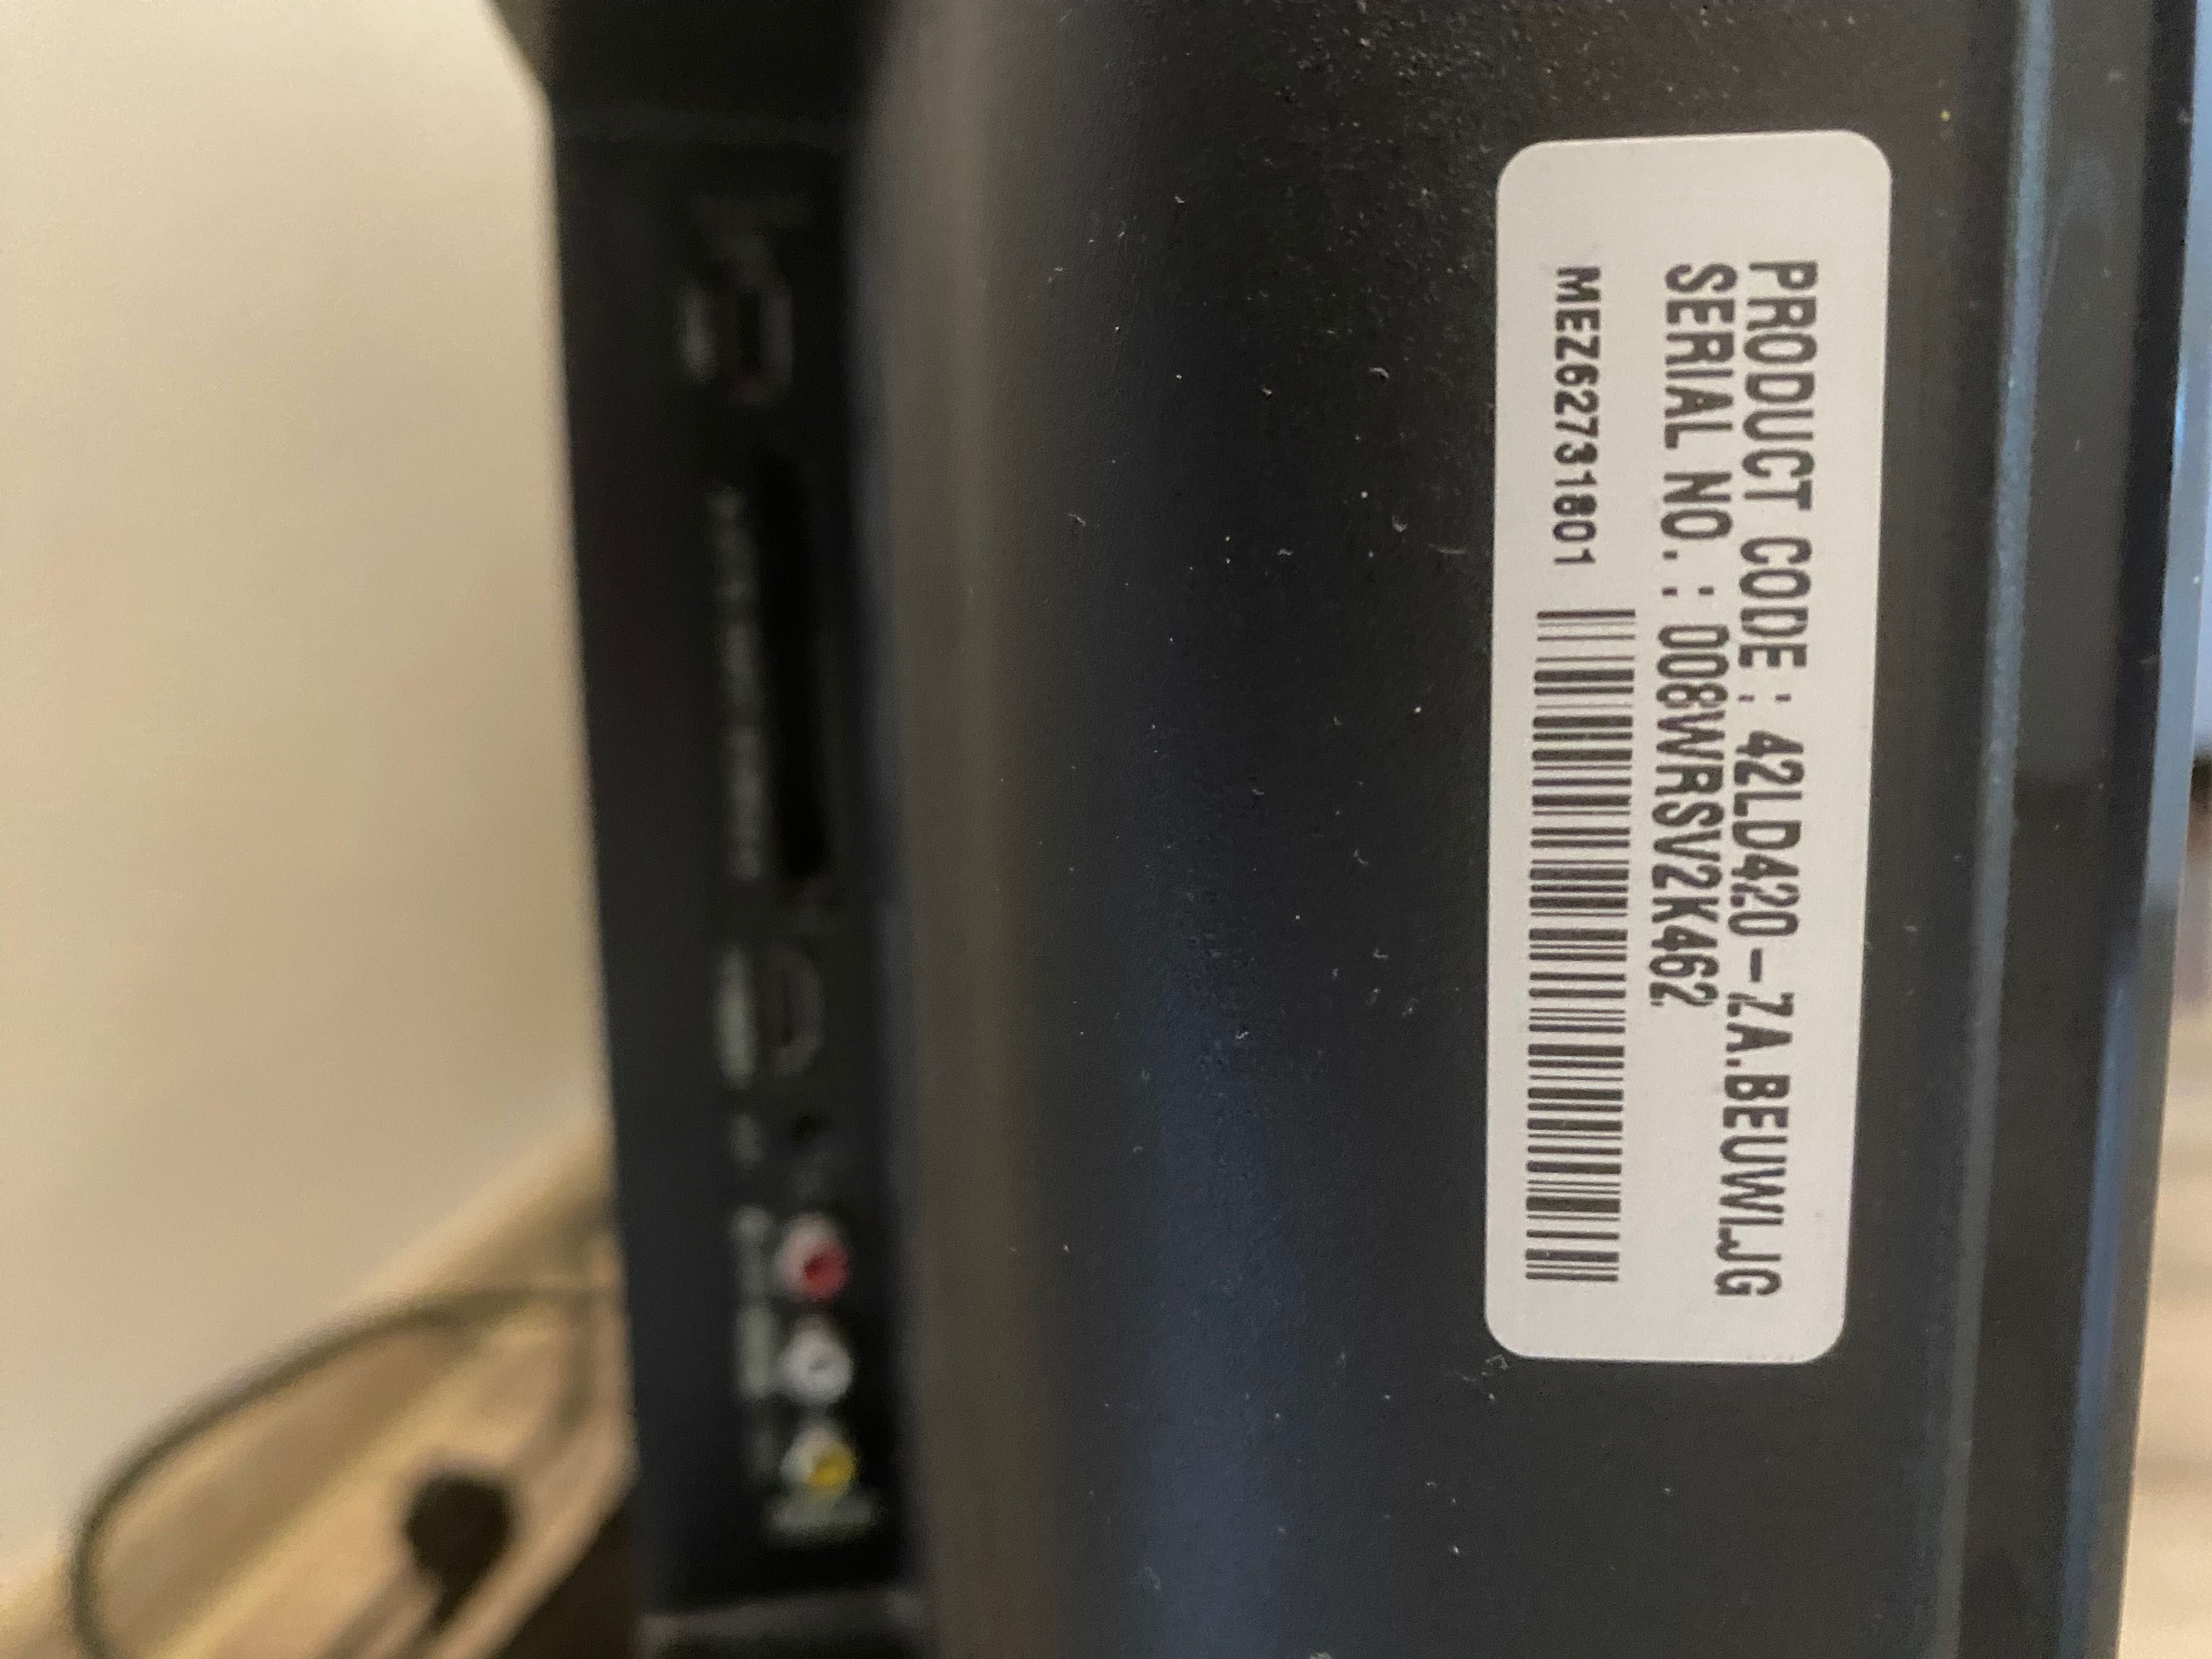 PRODUCT CODE : 42LD420-ZA.BEUWLJG
SERIAL NO. : 008WRSV2K462
MEZ62731801